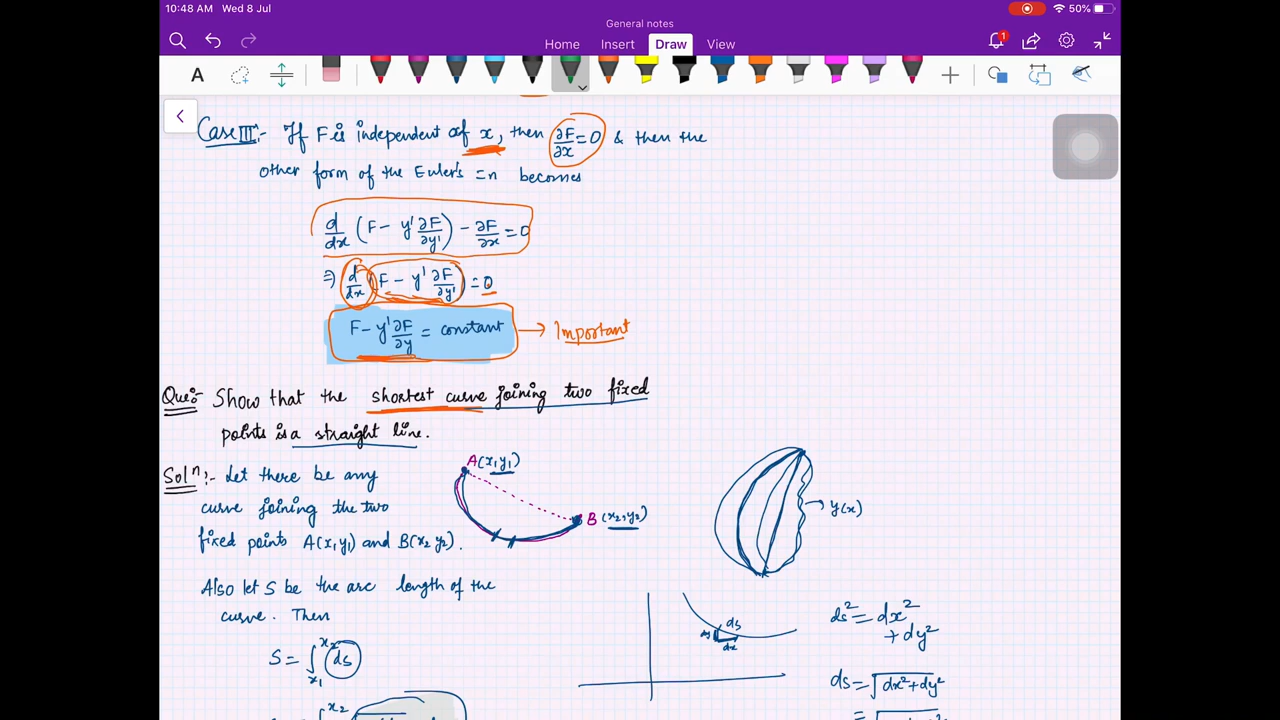 10:48 AM Wed 8 Jul
50%
General notes
Home Insert Draw View
1
A
Case III :- If F is independent of x, then ∂F/∂x = 0 & then the
other form of the Euler's =n becomes
d/dx (F - y' ∂F/∂y') - ∂F/∂x = 0
⇒ d/dx (F - y' ∂F/∂y') = 0
F - y' ∂F/∂y = constant → Important
Que:- Show that the shortest curve joining two fixed
points is a straight line.
Solⁿ:- Let there be any
curve joining the two
fixed points A(x,y1) and B(x2 y2).
A(x,y1)
B (x2,y2)
→ y(x)
Also let S be the arc length of the
curve. Then
S = ∫x1^x2 ds
ds
dx
ds² = dx²
+ dy²
ds = √dx²+dy²
x2